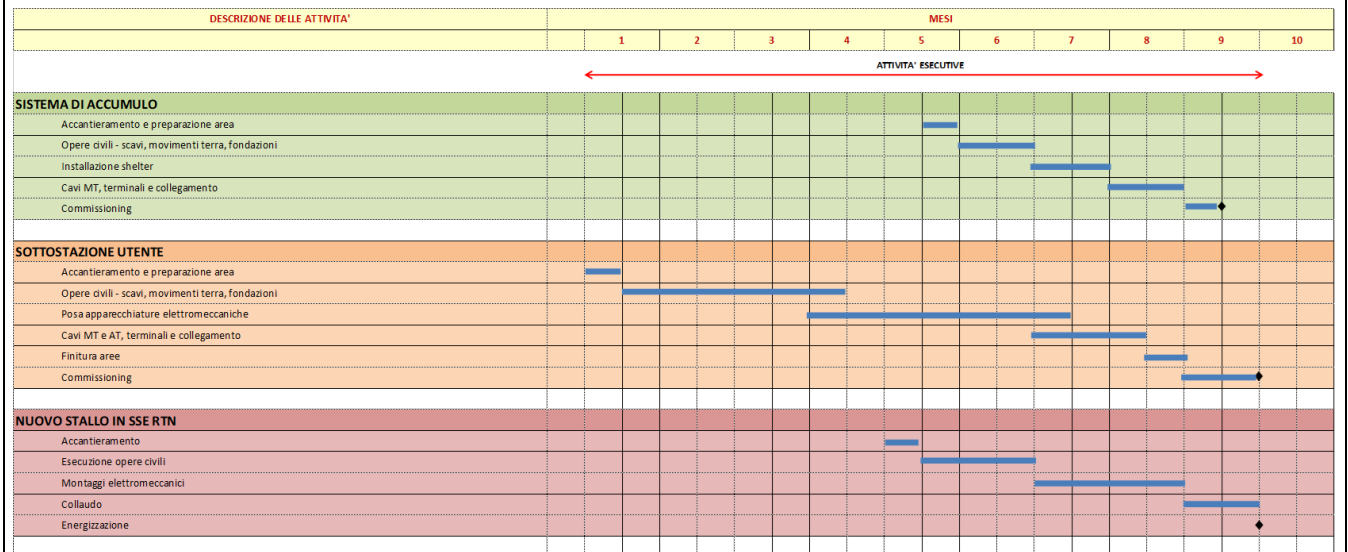 DESCRIZIONE DELLE ATTIVITA' MESI
1 2 3 4 5 6 7 8 9 10
ATTIVITA' ESECUTIVE
SISTEMA DI ACCUMULO
Accantieramento e preparazione area
Opere civili - scavi, movimenti terra, fondazioni
Installazione shelter
Cavi MT, terminali e collegamento
Commissioning
SOTTOSTAZIONE UTENTE
Accantieramento e preparazione area
Opere civili - scavi, movimenti terra, fondazioni
Posa apparecchiature elettromeccaniche
Cavi MT e AT, terminali e collegamento
Finitura aree
Commissioning
NUOVO STALLO IN SSE RTN
Accantieramento
Esecuzione opere civili
Montaggi elettromeccanici
Collaudo
Energizzazione